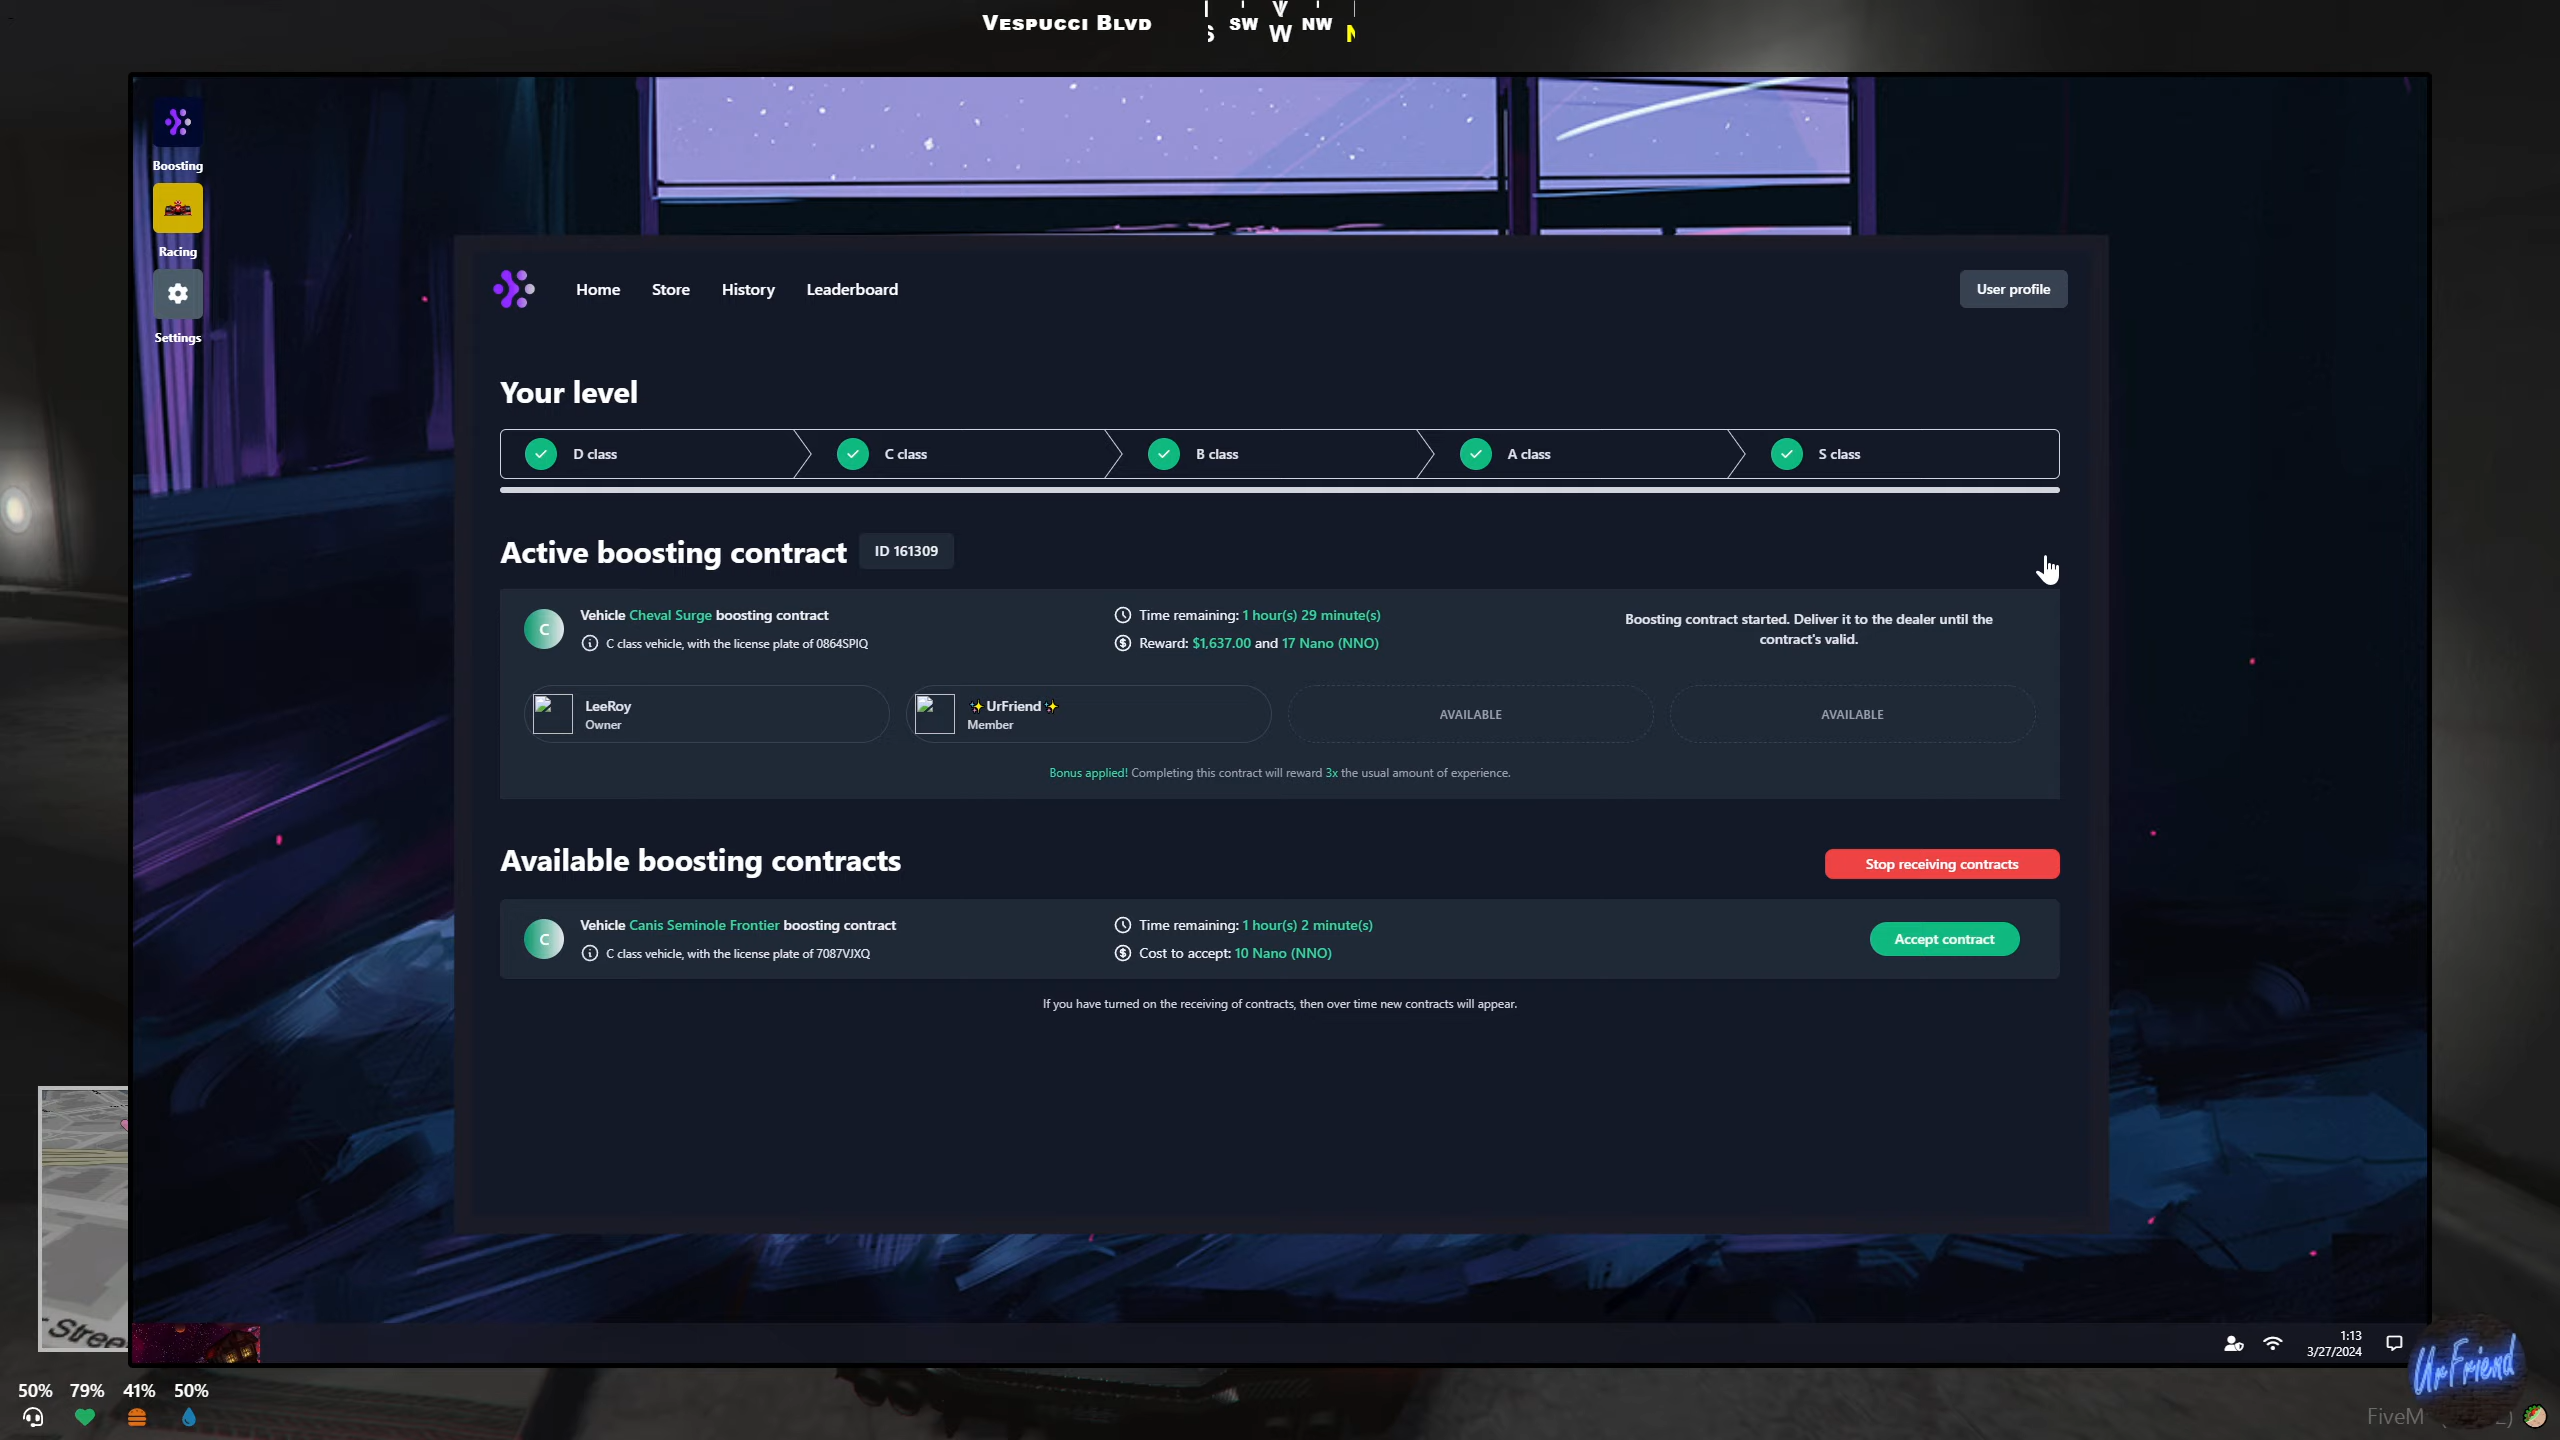 Vespucci Blvd
SW W NW N
Boosting
Racing
Settings
Home Store History Leaderboard
User profile
Your level
D class C class B class A class S class
Active boosting contract ID 161309
C
Vehicle Cheval Surge boosting contract
C class vehicle, with the license plate of 0864SPIQ
Time remaining: 1 hour(s) 29 minute(s)
Reward: $1,637.00 and 17 Nano (NNO)
Boosting contract started. Deliver it to the dealer until the
contract's valid.
LeeRoy
Owner
✨UrFriend✨
Member
AVAILABLE
AVAILABLE
Bonus applied! Completing this contract will reward 3x the usual amount of experience.
Available boosting contracts
Stop receiving contracts
C
Vehicle Canis Seminole Frontier boosting contract
C class vehicle, with the license plate of 7087VJXQ
Time remaining: 1 hour(s) 2 minute(s)
Cost to accept: 10 Nano (NNO)
Accept contract
If you have turned on the receiving of contracts, then over time new contracts will appear.
Stree
1:13
3/27/2024
UrFriend
50% 79% 41% 50%
FiveM